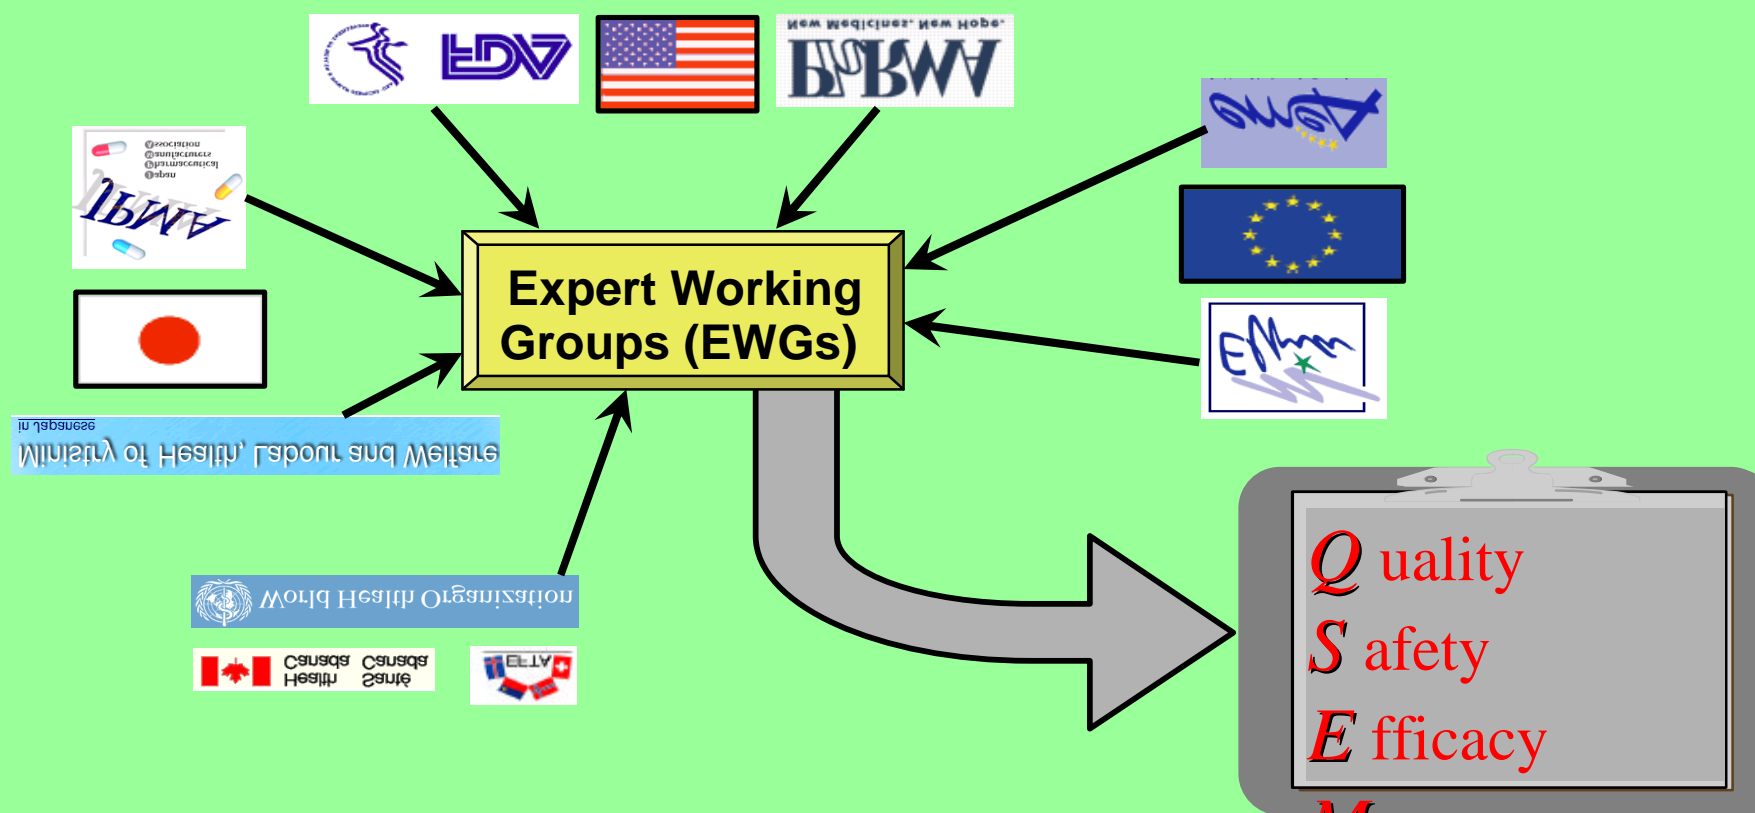 FDA
New Medicines. New Hope.
PhRMA
Japan
Pharmaceutical
Manufacturers
Association
JPMA
Expert Working
Groups (EWGs)
Efpia
Ministry of Health, Labour and Welfare
in Japanese
World Health Organization
Health Canada
Santé Canada
EFTA
Q uality
S afety
E fficacy
M